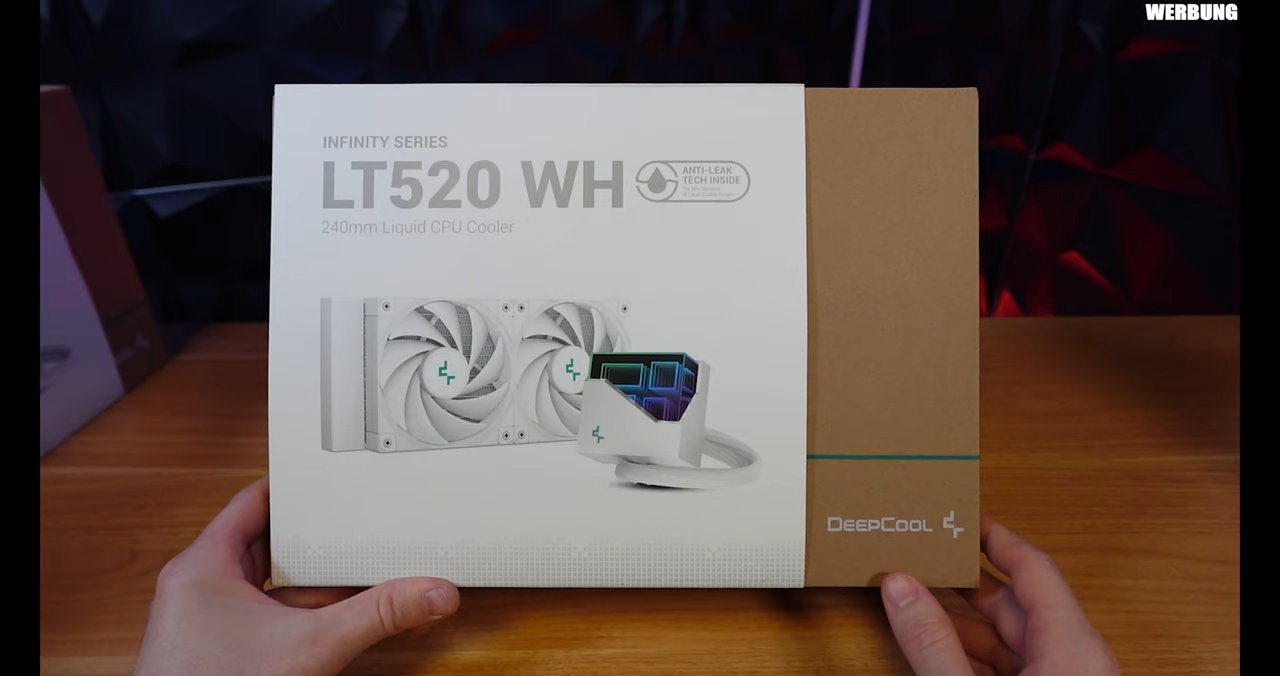 WERBUNG
INFINITY SERIES
LT520 WH
ANTI-LEAK
TECH INSIDE
240mm Liquid CPU Cooler
DEEPCOOL